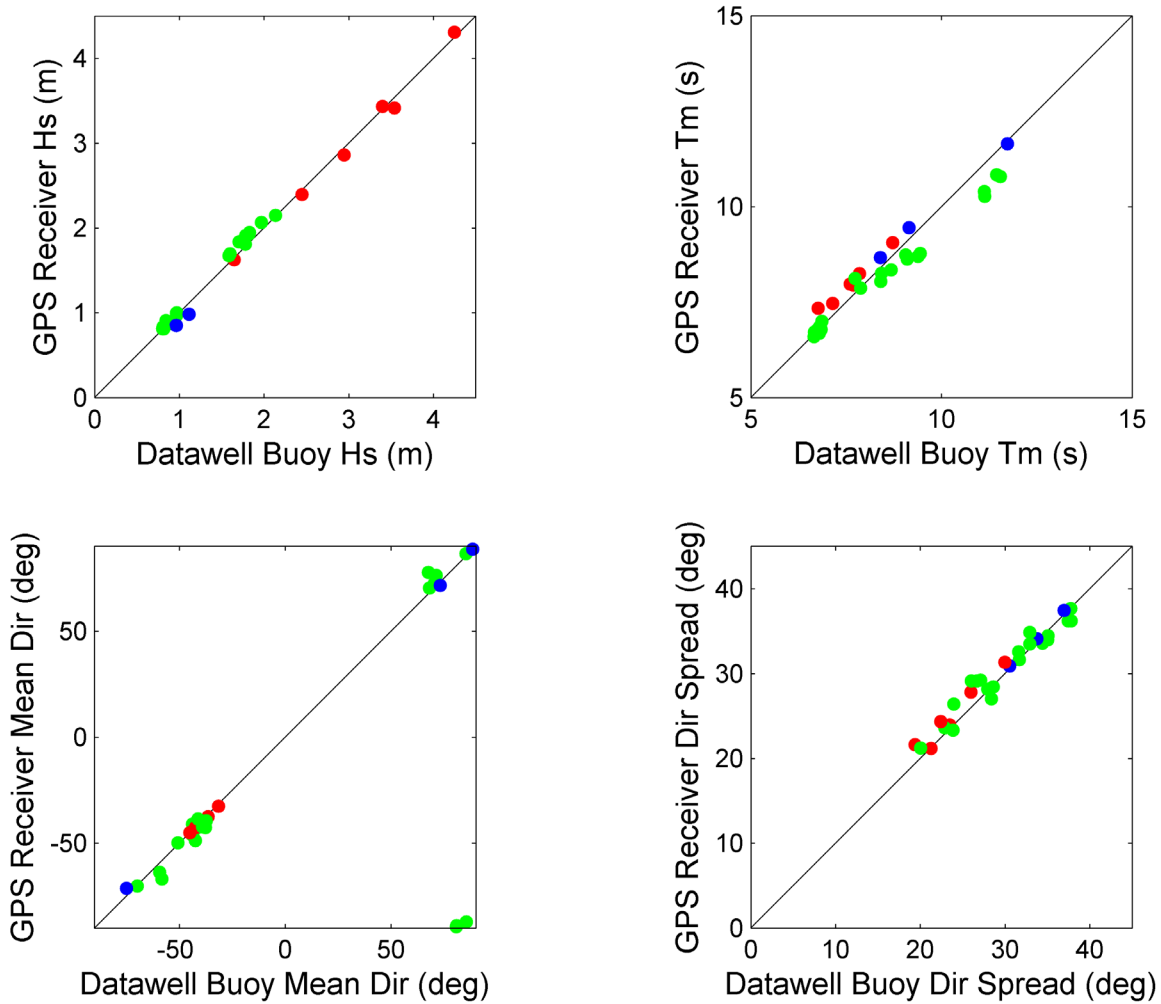 4
3
2
1
0
0 1 2 3 4
GPS Receiver Hs (m)
Datawell Buoy Hs (m)
15
10
5
5 10 15
GPS Receiver Tm (s)
Datawell Buoy Tm (s)
50
0
-50
-50 0 50
GPS Receiver Mean Dir (deg)
Datawell Buoy Mean Dir (deg)
40
30
20
10
0
0 10 20 30 40
GPS Receiver Dir Spread (deg)
Datawell Buoy Dir Spread (deg)